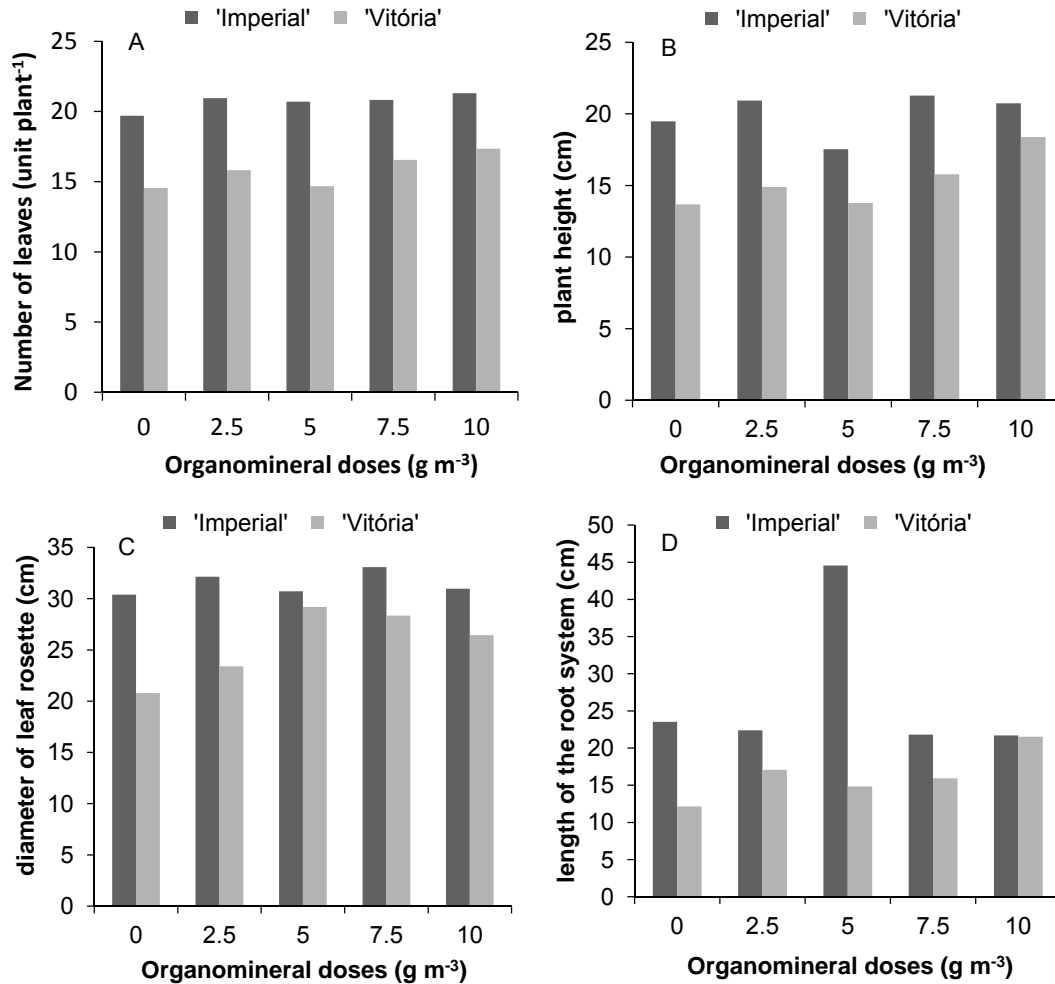 'Imperial' 'Vitória'
A
Number of leaves (unit plant⁻¹)
25
20
15
10
5
0
0 2.5 5 7.5 10
Organomineral doses (g m⁻³)
'Imperial' 'Vitória'
B
plant height (cm)
25
20
15
10
5
0
0 2.5 5 7.5 10
Organomineral doses (g m⁻³)
'Imperial' 'Vitória'
C
diameter of leaf rosette (cm)
35
30
25
20
15
10
5
0
0 2.5 5 7.5 10
Organomineral doses (g m⁻³)
'Imperial' 'Vitória'
D
length of the root system (cm)
50
45
40
35
30
25
20
15
10
5
0
0 2.5 5 7.5 10
Organomineral doses (g m⁻³)